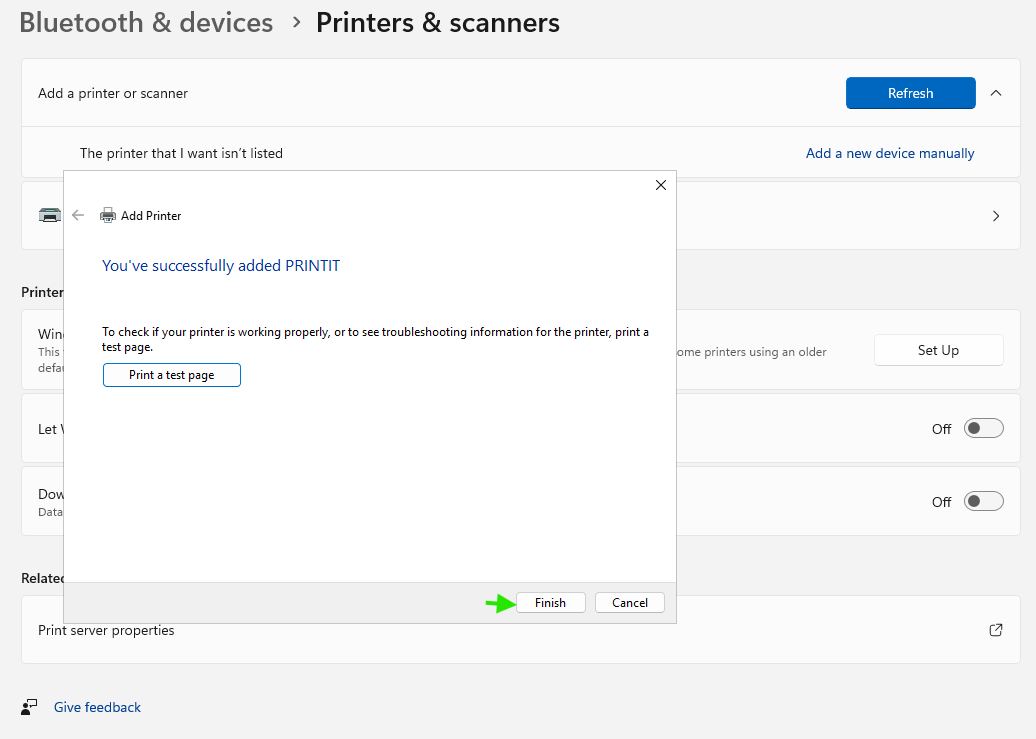 Bluetooth & devices > Printers & scanners
Add a printer or scanner
Refresh
The printer that I want isn't listed
Add a new device manually
Add Printer
You've successfully added PRINTIT
To check if your printer is working properly, or to see troubleshooting information for the printer, print a
test page.
Print a test page
Finish
Cancel
Printer
Wind
This
defau
ome printers using an older
Set Up
Let W
Off
Dow
Data
Off
Related
Print server properties
Give feedback